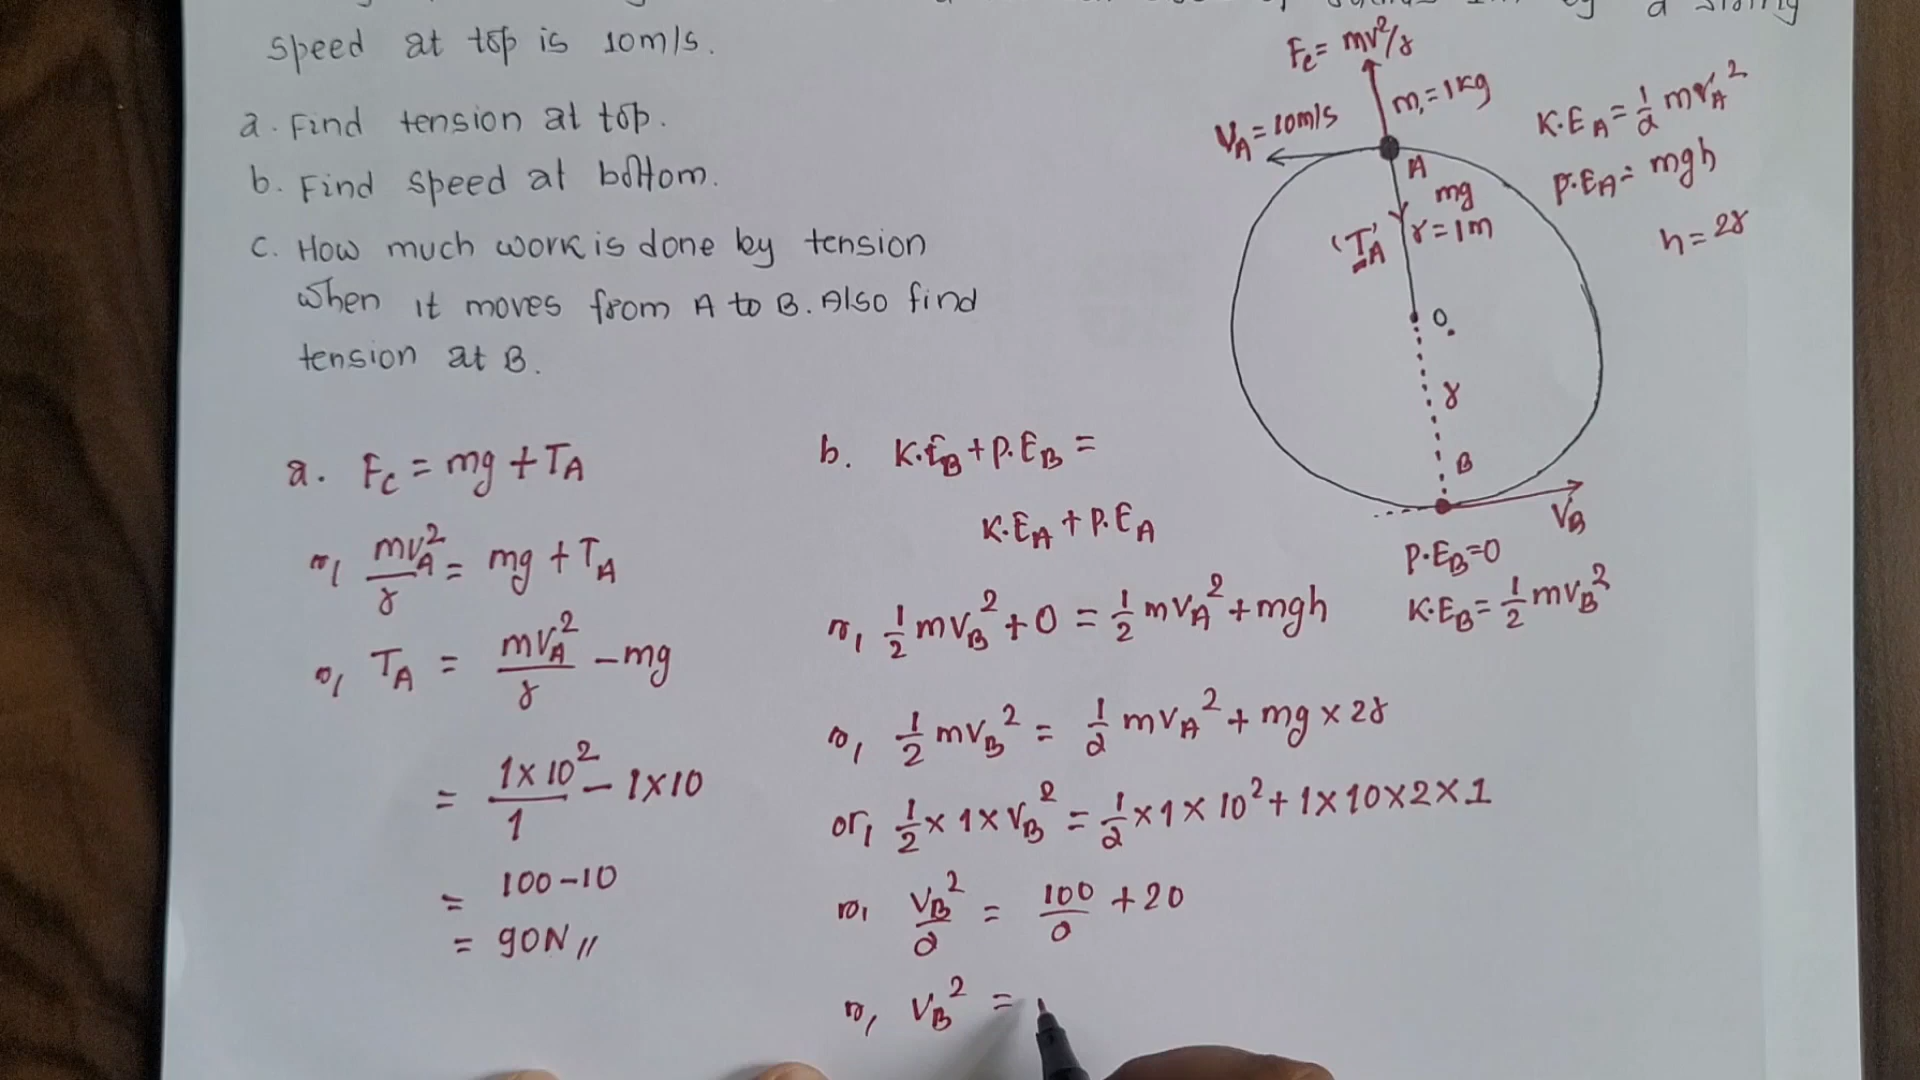 speed at top is 10m/s.
a. Find tension at top.
b. Find speed at bottom.
c. How much work is done by tension
when it moves from A to B. Also find
tension at B.
Fc = mv²/r
m = 1kg
VA = 10m/s
A
mg
r = 1m
'TA'
O
r
B
VB
K.EA = 1/2 mVA²
P.EA = mgh
h = 2r
P.EB = 0
K.EB = 1/2 mVB²
a. Fc = mg + TA
or, mVA²/r = mg + TA
or, TA = mVA²/r - mg
= 1×10²/1 - 1×10
= 100-10
= 90N //
b. K.EB + P.EB =
K.EA + P.EA
or, 1/2 mVB² + 0 = 1/2 mVA² + mgh
or, 1/2 mVB² = 1/2 mVA² + mg × 2r
or, 1/2 × 1 × VB² = 1/2 × 1 × 10² + 1×10×2×1
or, VB²/2 = 100/2 + 20
or, VB² =